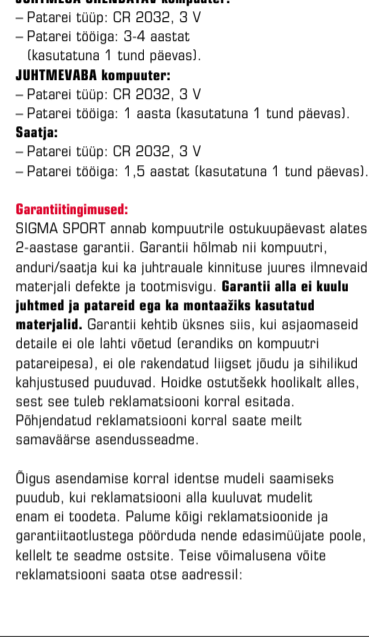 JUHTMEGA ÜHENDATAV kompuuter:
– Patarei tüüp: CR 2032, 3 V
– Patarei tööiga: 3-4 aastat
(kasutatuna 1 tund päevas).
JUHTMEVABA kompuuter:
– Patarei tüüp: CR 2032, 3 V
– Patarei tööiga: 1 aasta (kasutatuna 1 tund päevas).
Saatja:
– Patarei tüüp: CR 2032, 3 V
– Patarei tööiga: 1,5 aastat (kasutatuna 1 tund päevas).
Garantiitingimused:
SIGMA SPORT annab kompuutrile ostukuupäevast alates
2-aastase garantii. Garantii hõlmab nii kompuutri,
anduri/saatja kui ka juhtrauale kinnituse juures ilmnevaid
materjali defekte ja tootmisvigu. Garantii alla ei kuulu
juhtmed ja patareid ega ka montaažiks kasutatud
materjalid. Garantii kehtib üksnes siis, kui asjaomaseid
detaile ei ole lahti võetud (erandiks on kompuutri
patareipesa), ei ole rakendatud liigset jõudu ja sihilikud
kahjustused puuduvad. Hoidke ostutšekk hoolikalt alles,
sest see tuleb reklamatsiooni korral esitada.
Põhjendatud reklamatsiooni korral saate meilt
samaväärse asendusseadme.
Õigus asendamise korral identse mudeli saamiseks
puudub, kui reklamatsiooni alla kuuluvat mudelit
enam ei toodeta. Palume kõigi reklamatsioonide ja
garantiitaotlustega pöörduda nende edasimüüjate poole,
kellelt te seadme ostsite. Teise võimalusena võite
reklamatsiooni saata otse aadressil: